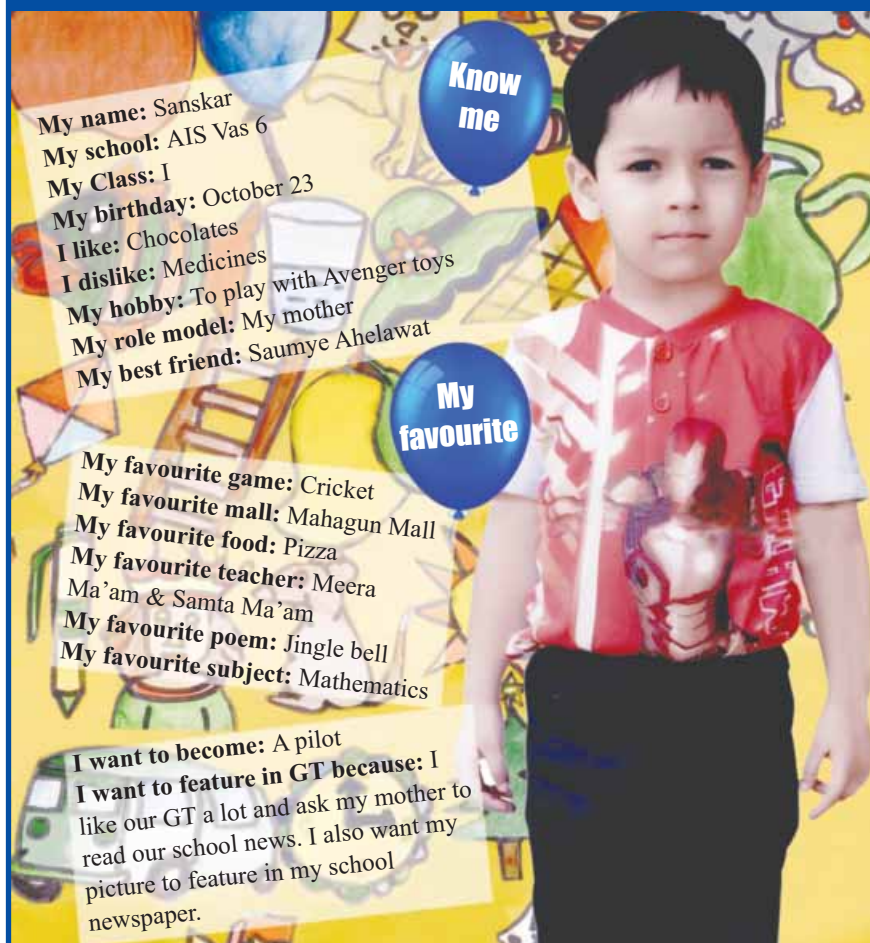 Know
me
My name: Sanskar
My school: AIS Vas 6
My Class: I
My birthday: October 23
I like: Chocolates
I dislike: Medicines
My hobby: To play with Avenger toys
My role model: My mother
My best friend: Saumye Ahelawat
My
favourite
My favourite game: Cricket
My favourite mall: Mahagun Mall
My favourite food: Pizza
My favourite teacher: Meera
Ma’am & Samta Ma’am
My favourite poem: Jingle bell
My favourite subject: Mathematics
I want to become: A pilot
I want to feature in GT because: I
like our GT a lot and ask my mother to
read our school news. I also want my
picture to feature in my school
newspaper.